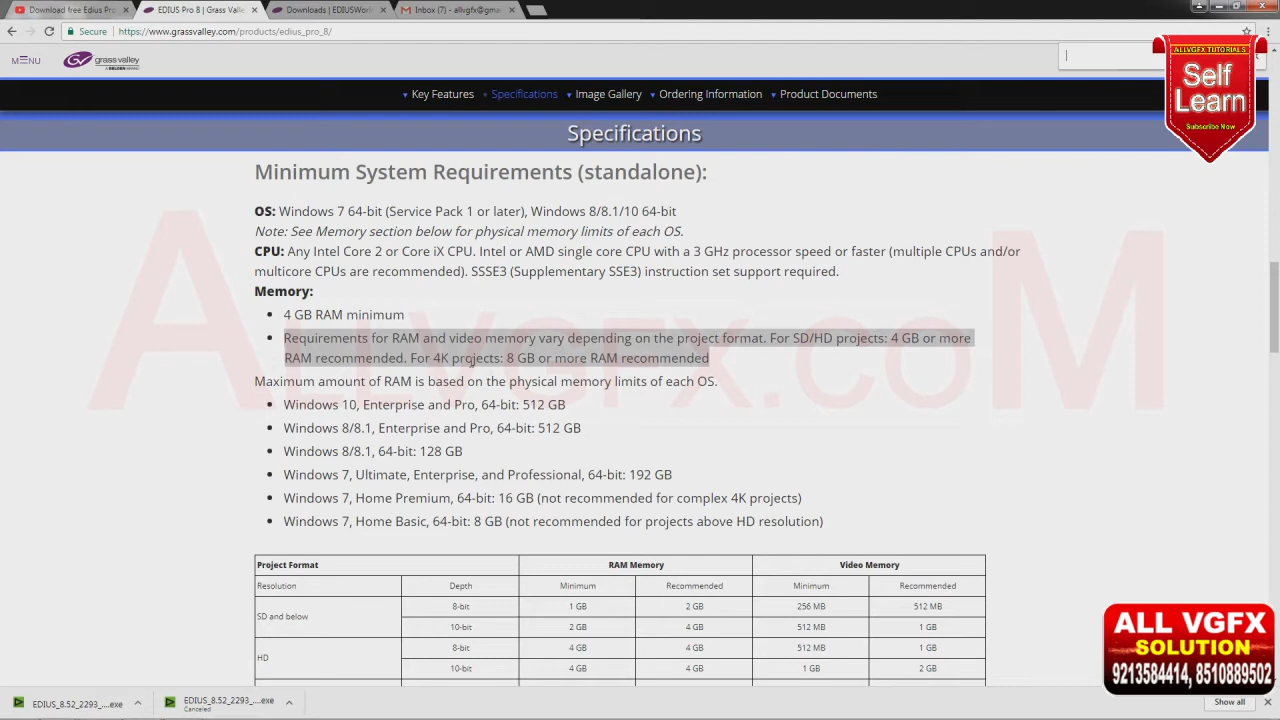 Download free Edius Pro
EDIUS Pro 8 | Grass Valle
Downloads | EDIUSWorl
Inbox (7) - allvgfx@gma
Secure
https://www.grassvalley.com/products/edius_pro_8/
MENU
grass valley
A BELDEN BRAND
ALLVGFX TUTORIALS
Self
Learn
Subscribe Now
Key Features
Specifications
Image Gallery
Ordering Information
Product Documents
Specifications
Minimum System Requirements (standalone):
OS: Windows 7 64-bit (Service Pack 1 or later), Windows 8/8.1/10 64-bit
Note: See Memory section below for physical memory limits of each OS.
CPU: Any Intel Core 2 or Core iX CPU. Intel or AMD single core CPU with a 3 GHz processor speed or faster (multiple CPUs and/or
multicore CPUs are recommended). SSSE3 (Supplementary SSE3) instruction set support required.
Memory:
• 4 GB RAM minimum
• Requirements for RAM and video memory vary depending on the project format. For SD/HD projects: 4 GB or more
RAM recommended. For 4K projects: 8 GB or more RAM recommended
Maximum amount of RAM is based on the physical memory limits of each OS.
• Windows 10, Enterprise and Pro, 64-bit: 512 GB
• Windows 8/8.1, Enterprise and Pro, 64-bit: 512 GB
• Windows 8/8.1, 64-bit: 128 GB
• Windows 7, Ultimate, Enterprise, and Professional, 64-bit: 192 GB
• Windows 7, Home Premium, 64-bit: 16 GB (not recommended for complex 4K projects)
• Windows 7, Home Basic, 64-bit: 8 GB (not recommended for projects above HD resolution)
AllVGFX.coM
Project Format RAM Memory Video Memory
Resolution Depth Minimum Recommended Minimum Recommended
SD and below
8-bit 1 GB 2 GB 256 MB 512 MB
10-bit 2 GB 4 GB 512 MB 1 GB
HD
8-bit 4 GB 4 GB 512 MB 1 GB
10-bit 4 GB 4 GB 1 GB 2 GB
ALL VGFX
SOLUTION
9213584414, 8510889502
EDIUS_8.52_2293_....exe
EDIUS_8.52_2293_....exe
Canceled
Show all